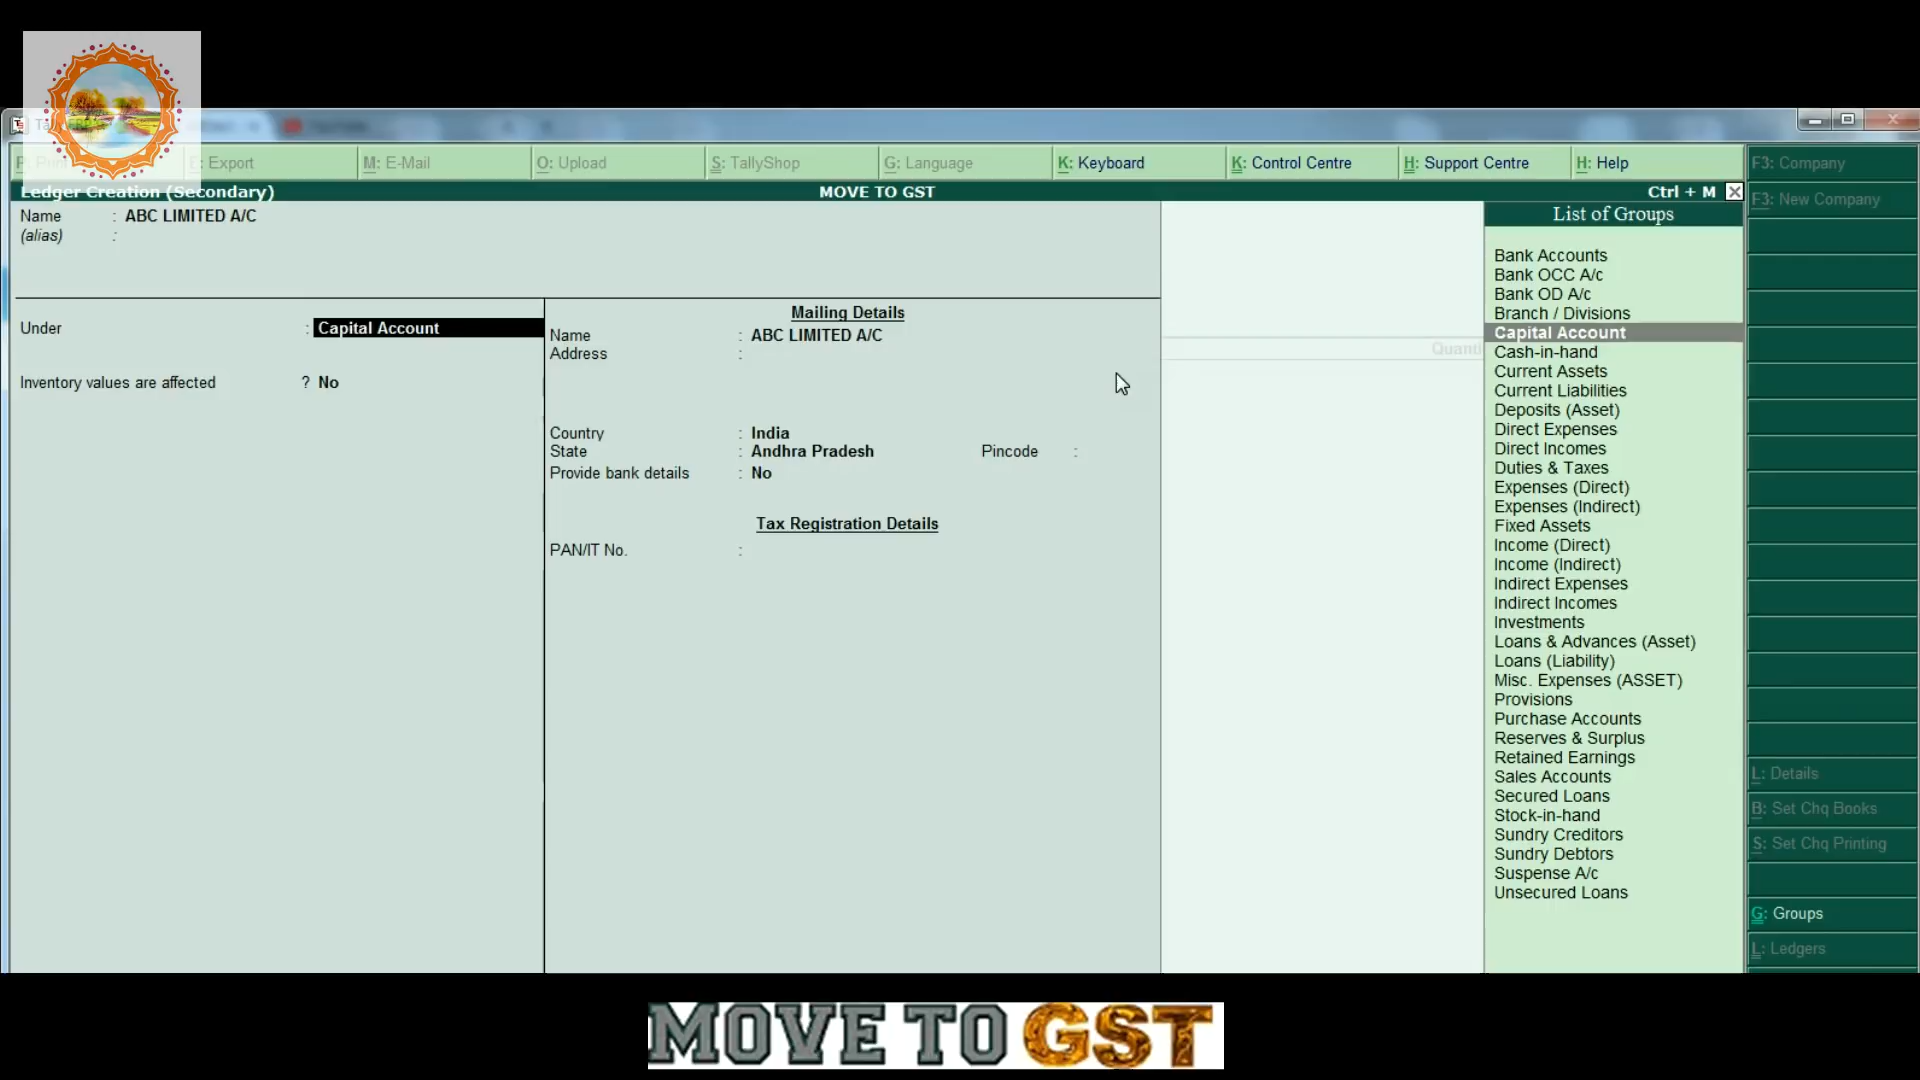 E: Export
M: E-Mail
O: Upload
S: TallyShop
G: Language
K: Keyboard
K: Control Centre
H: Support Centre
H: Help
F3: Company
F3: New Company
Ledger Creation (Secondary)
MOVE TO GST
Ctrl + M
Name : ABC LIMITED A/C
(alias) :
Under : Capital Account
Inventory values are affected ? No
Mailing Details
Name : ABC LIMITED A/C
Address :
Country : India
State : Andhra Pradesh Pincode :
Provide bank details : No
Tax Registration Details
PAN/IT No. :
List of Groups
Bank Accounts
Bank OCC A/c
Bank OD A/c
Branch / Divisions
Capital Account
Cash-in-hand
Current Assets
Current Liabilities
Deposits (Asset)
Direct Expenses
Direct Incomes
Duties & Taxes
Expenses (Direct)
Expenses (Indirect)
Fixed Assets
Income (Direct)
Income (Indirect)
Indirect Expenses
Indirect Incomes
Investments
Loans & Advances (Asset)
Loans (Liability)
Misc. Expenses (ASSET)
Provisions
Purchase Accounts
Reserves & Surplus
Retained Earnings
Sales Accounts
Secured Loans
Stock-in-hand
Sundry Creditors
Sundry Debtors
Suspense A/c
Unsecured Loans
L: Details
B: Set Chq Books
S: Set Chq Printing
G: Groups
L: Ledgers
MOVE TO GST